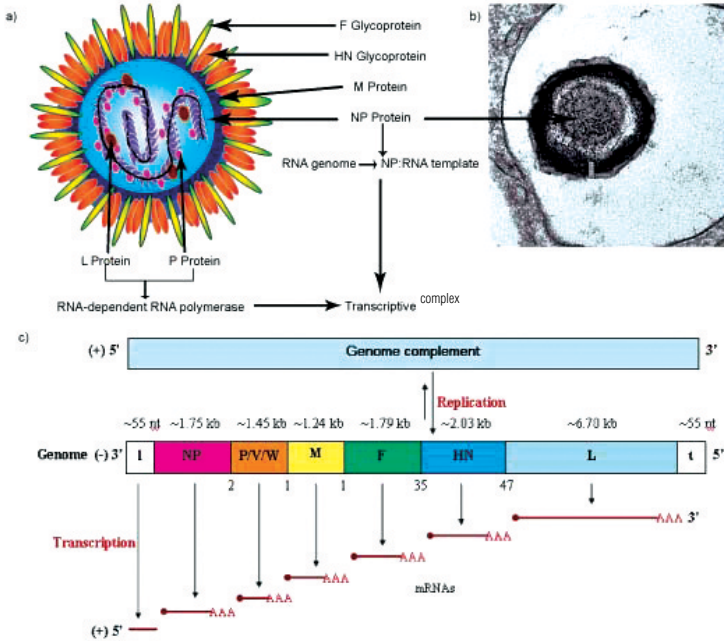 a)
F Glycoprotein
b)
HN Glycoprotein
M Protein
NP Protein
RNA genome
NP:RNA template
L Protein
P Protein
RNA-dependent RNA polymerase
Transcriptive complex
c)
(+) 5' Genome complement 3'
Replication
~55 nt ~1.75 kb ~1.45 kb ~1.24 kb ~1.79 kb ~2.03 kb ~6.70 kb ~55 nt
Genome (-) 3' l NP P/V/W M F HN L t 5'
2 1 1 35 47
AAA 3'
Transcription
AAA
AAA
AAA
mRNAs
AAA
AAA
(+) 5'